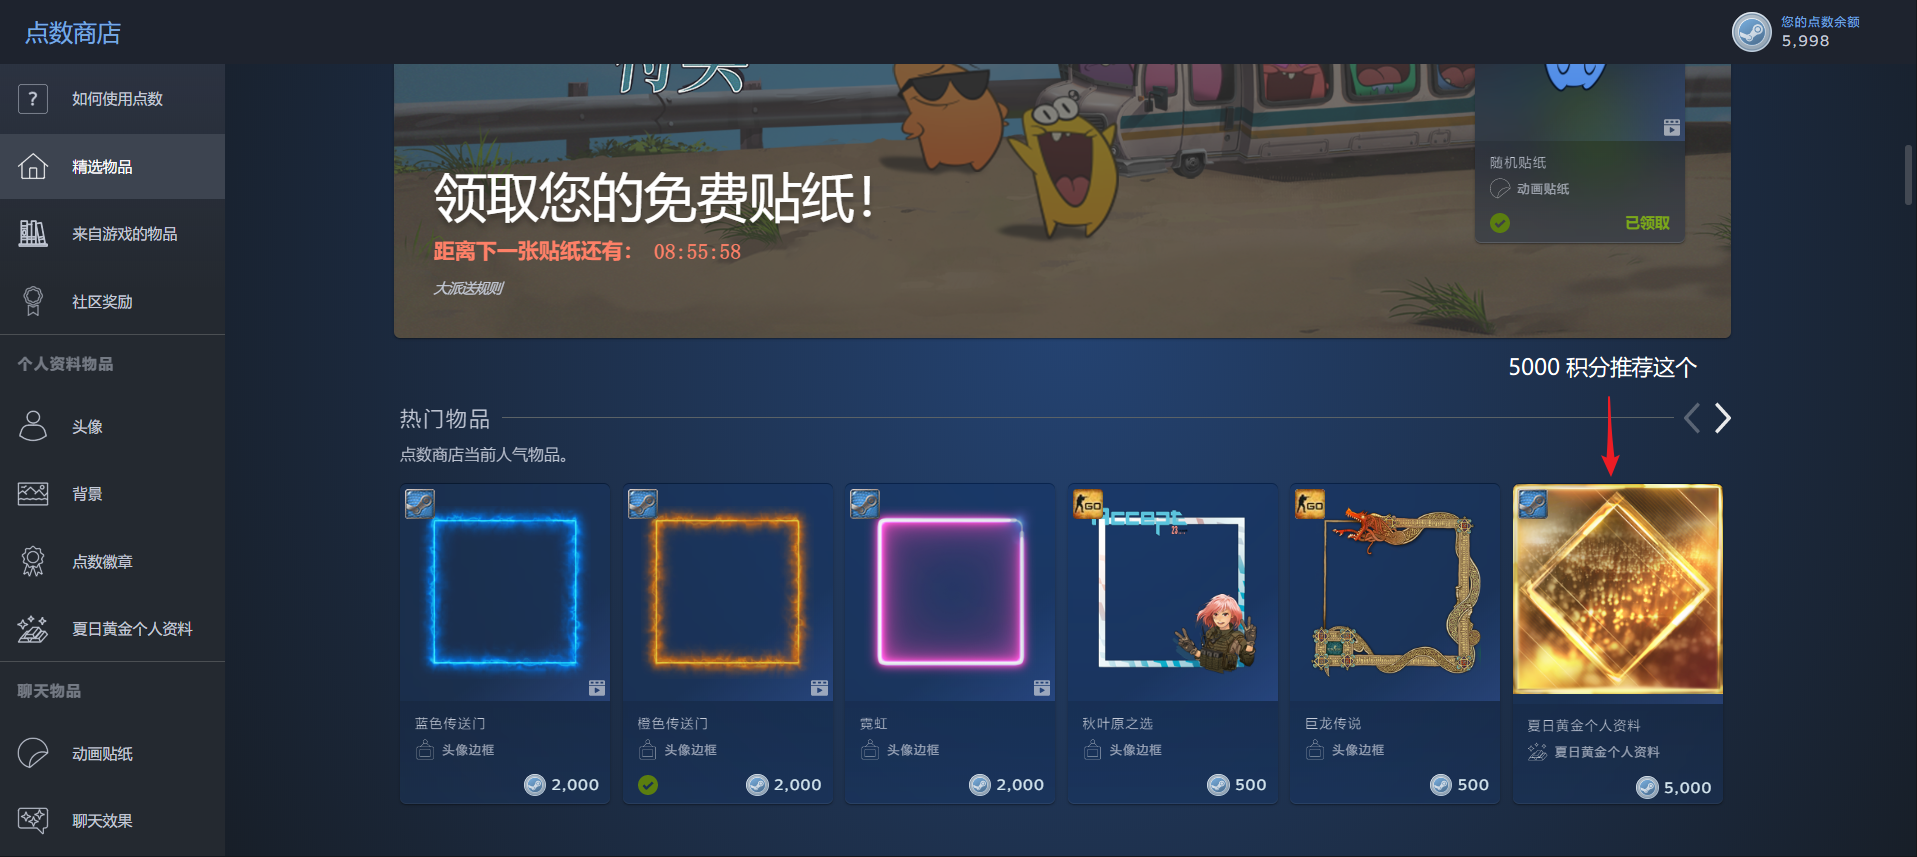 点数商店
您的点数余额
5,998
如何使用点数
精选物品
来自游戏的物品
社区奖励
个人资料物品
头像
背景
点数徽章
夏日黄金个人资料
聊天物品
动画贴纸
聊天效果
领取您的免费贴纸！
距离下一张贴纸还有： 08:55:58
大派送规则
随机贴纸
动画贴纸
已领取
5000 积分推荐这个
热门物品
点数商店当前人气物品。
蓝色传送门
头像边框
2,000
橙色传送门
头像边框
2,000
霓虹
头像边框
2,000
GO
Accept
秋叶原之选
头像边框
500
GO
巨龙传说
头像边框
500
夏日黄金个人资料
夏日黄金个人资料
5,000